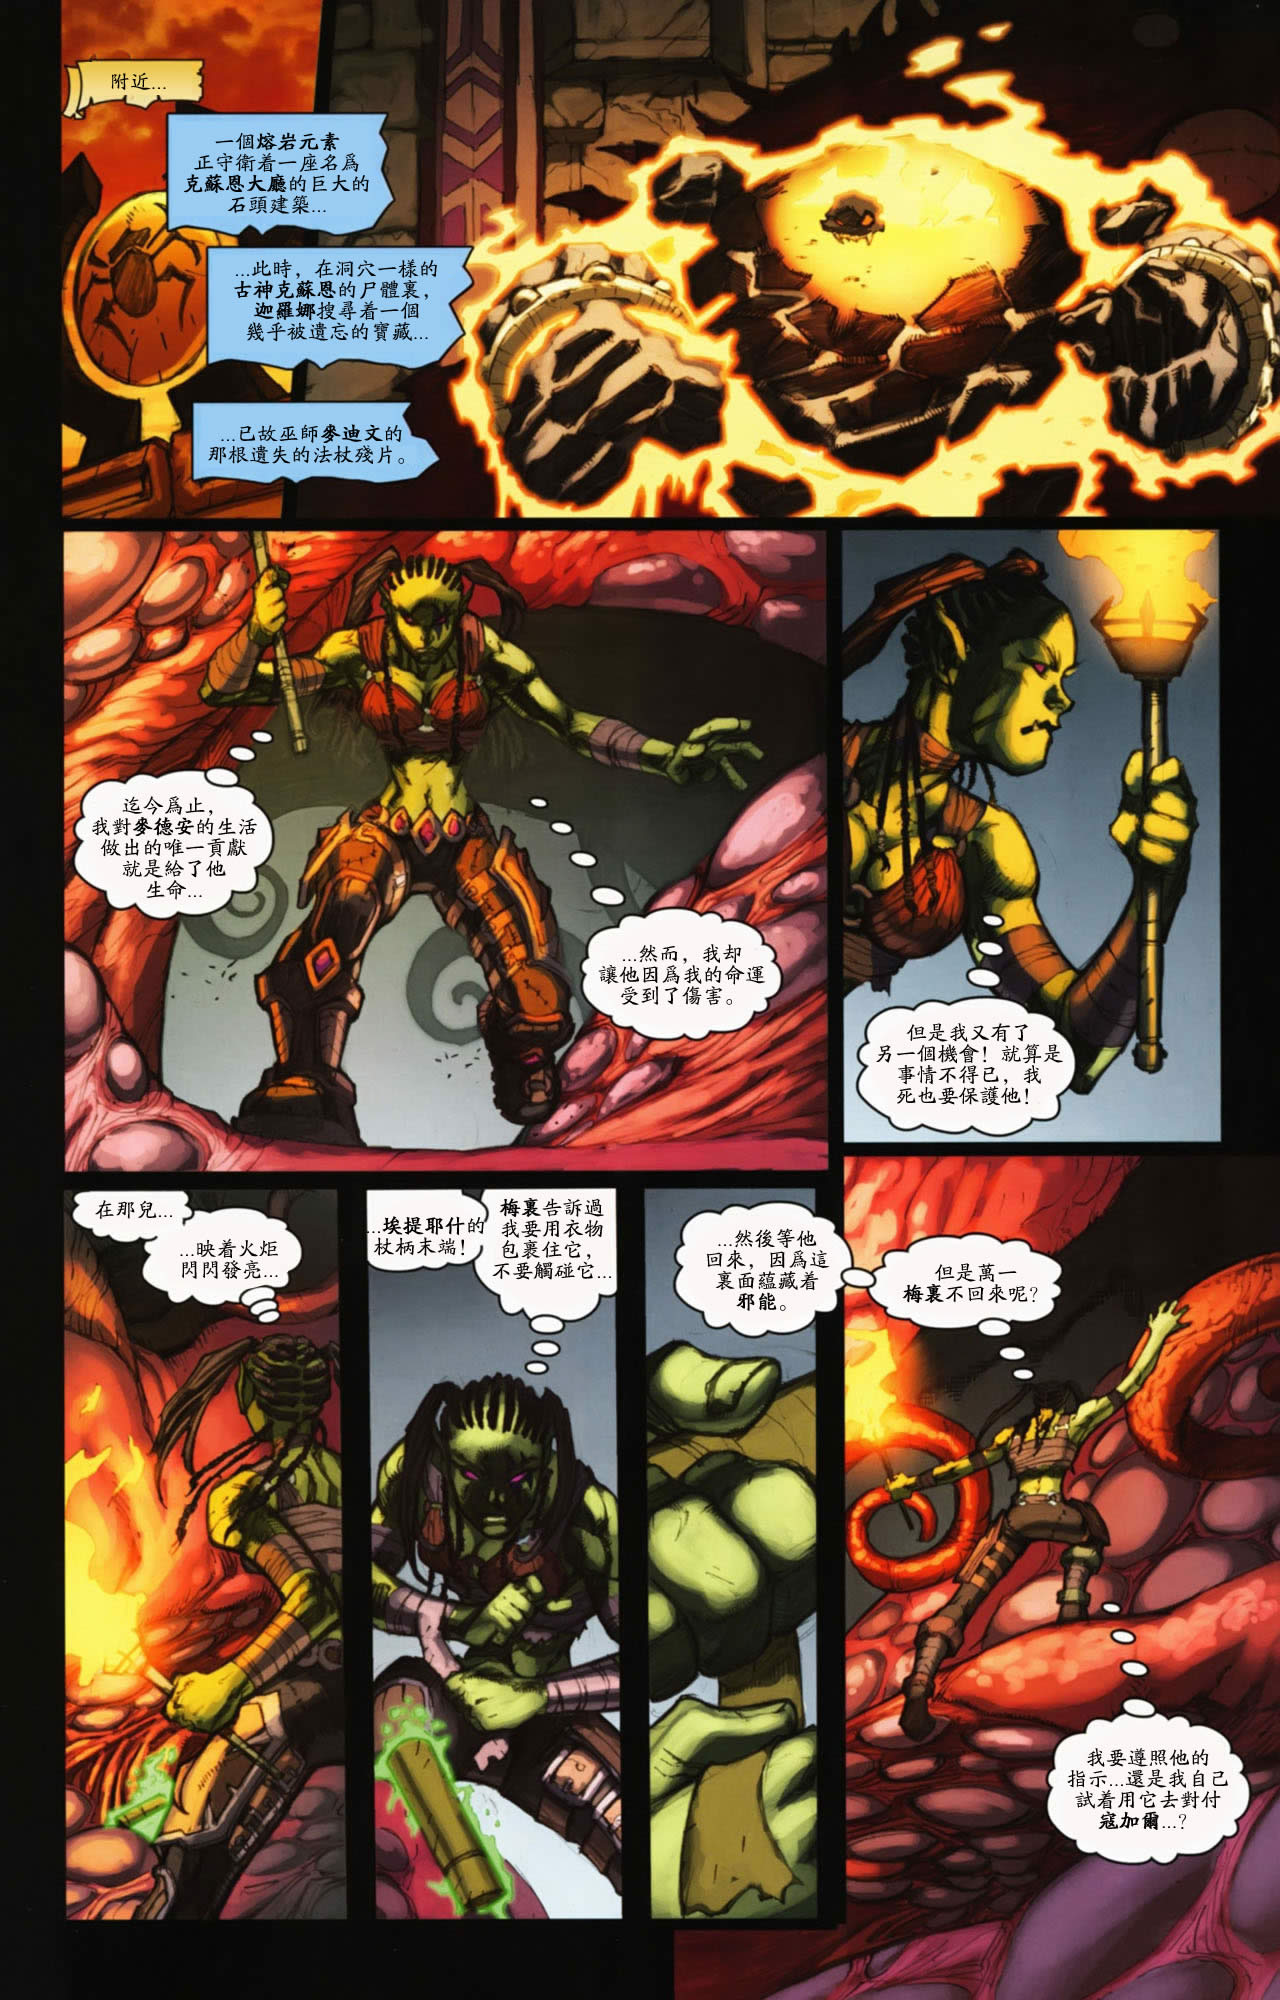 附近...
一個熔岩元素
正守衛着一座名爲
克蘇恩大廳的巨大的
石頭建築...
...此時，在洞穴一樣的
古神克蘇恩的尸體裏，
迦羅娜搜尋着一個
幾乎被遺忘的寶藏...
...已故巫師麥迪文的
那根遺失的法杖殘片。
迄今爲止，
我對麥德安的生活
做出的唯一貢獻
就是給了他
生命...
...然而，我却
讓他因爲我的命運
受到了傷害。
但是我又有了
另一個機會！就算是
事情不得已，我
死也要保護他！
在那兒...
...映着火炬
閃閃發亮...
...埃提耶什的
杖柄末端！
梅裏告訴過
我要用衣物
包裹住它，
不要觸碰它...
...然後等他
回來，因爲這
裏面蘊藏着
邪能。
但是萬一
梅裏不回來呢？
我要遵照他的
指示...還是我自己
試着用它去對付
寇加爾...？